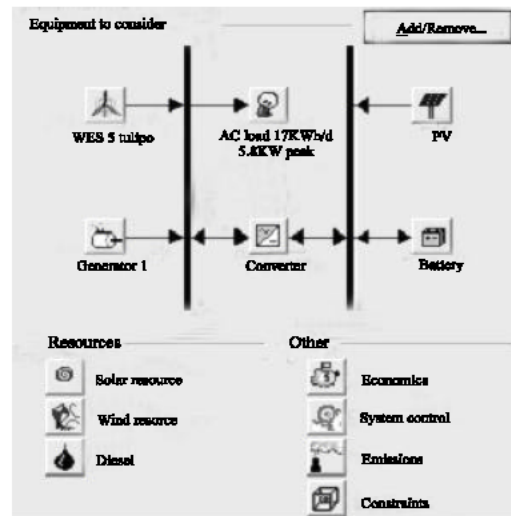 Equipment to consider
Add/Remove...
WES 5 tulipo
AC load 17KWh/d
5.8KW peak
PV
Generator 1
Converter
Battery
Resources
Other
Solar resource
Economics
Wind resorce
System control
Diesel
Emissions
Constraints